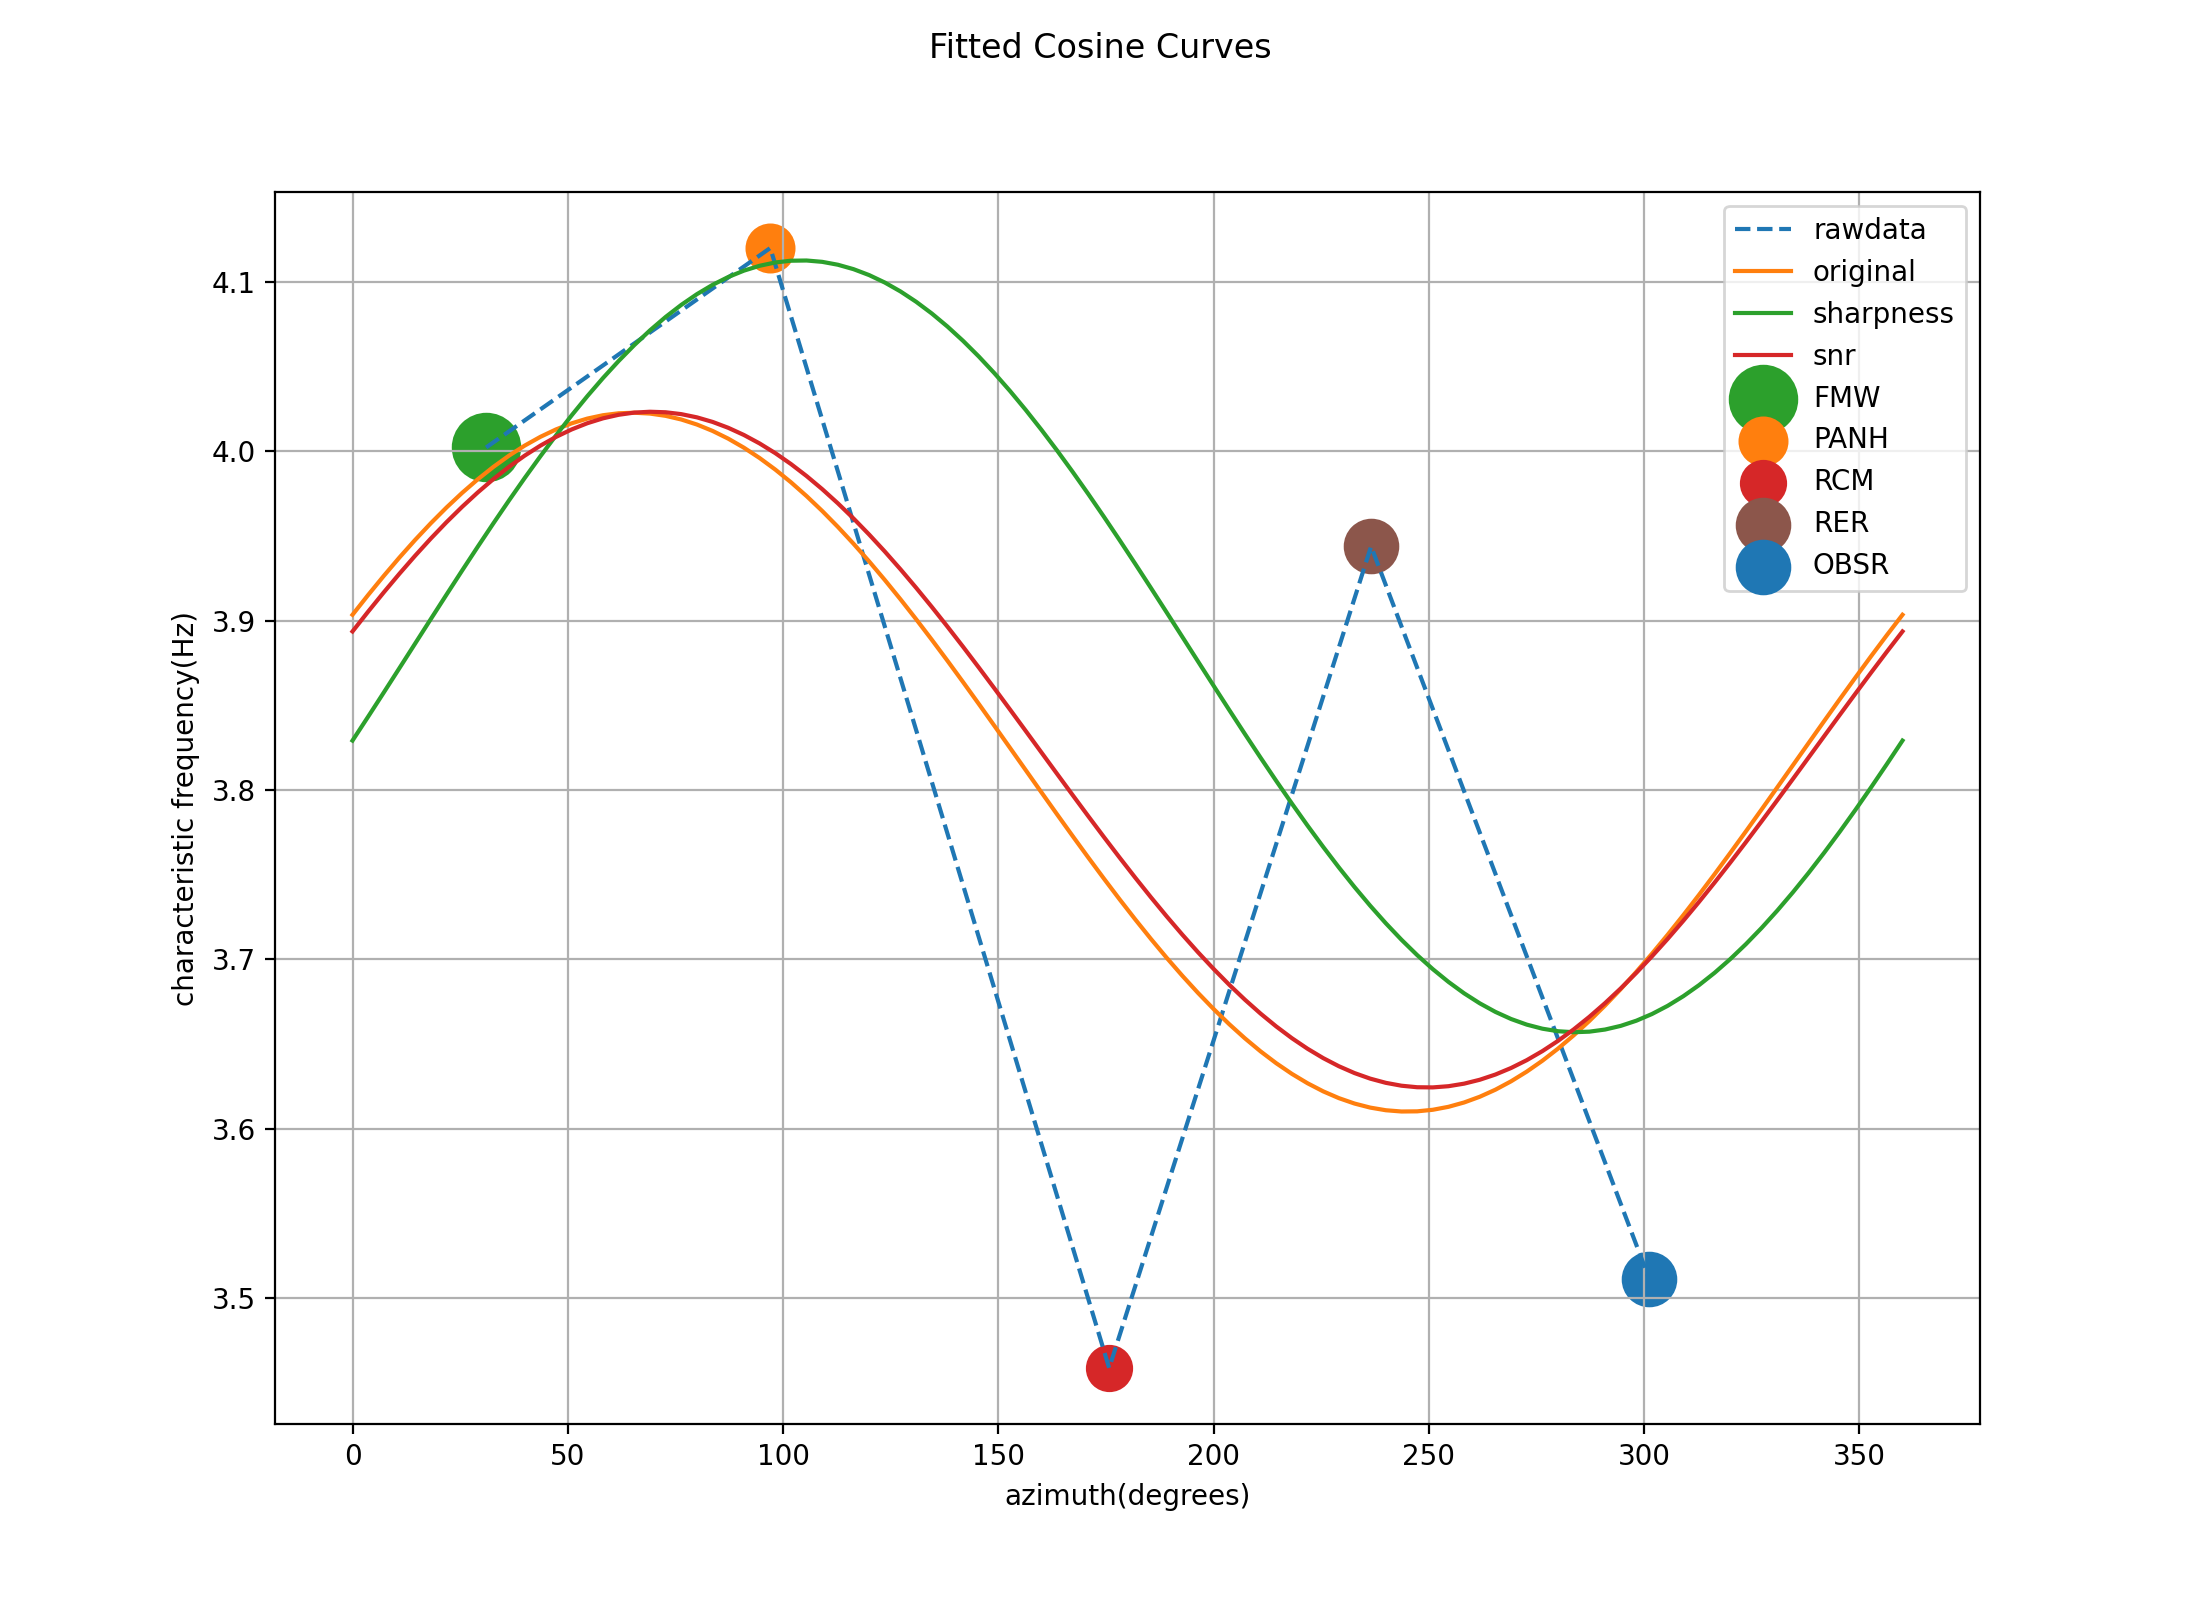 Fitted Cosine Curves
4.1
4.0
3.9
3.8
3.7
3.6
3.5
characteristic frequency(Hz)
0 50 100 150 200 250 300 350
azimuth(degrees)
rawdata
original
sharpness
snr
FMW
PANH
RCM
RER
OBSR